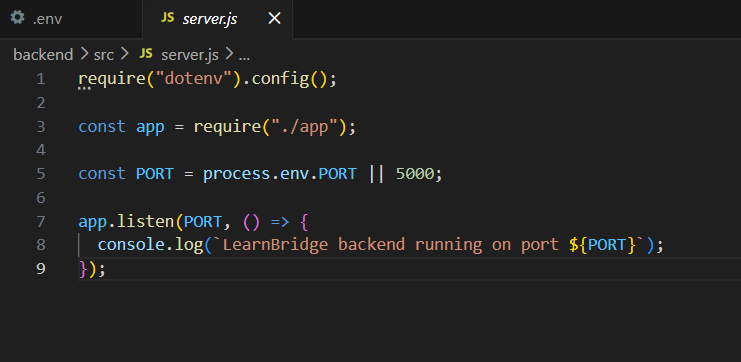 .env JS server.js ×
backend > src > JS server.js > ...
1 require("dotenv").config();
2
3 const app = require("./app");
4
5 const PORT = process.env.PORT || 5000;
6
7 app.listen(PORT, () => {
8 console.log(`LearnBridge backend running on port ${PORT}`);
9 });